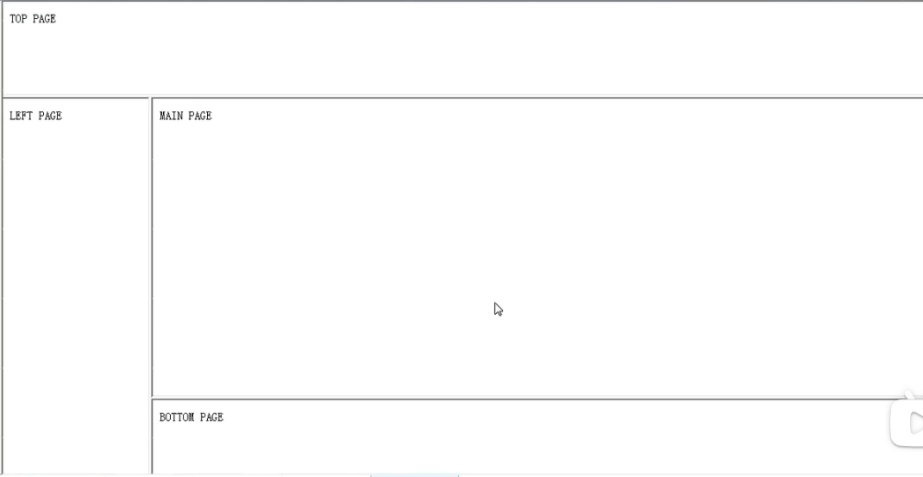 TOP PAGE
LEFT PAGE
MAIN PAGE
BOTTOM PAGE